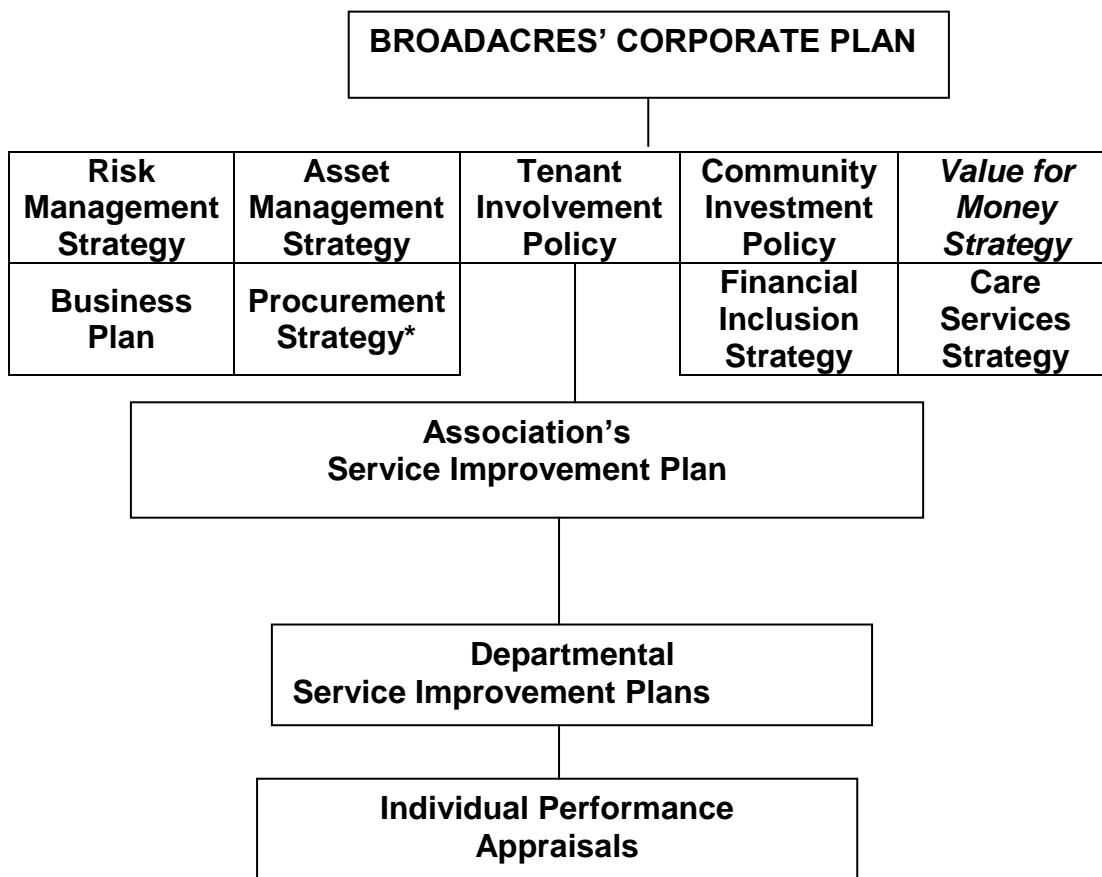 BROADACRES’ CORPORATE PLAN
Risk
Management
Strategy
Asset
Management
Strategy
Tenant
Involvement
Policy
Community
Investment
Policy
Value for
Money
Strategy
Business
Plan
Procurement
Strategy*
Financial
Inclusion
Strategy
Care
Services
Strategy
Association’s
Service Improvement Plan
Departmental
Service Improvement Plans
Individual Performance
Appraisals